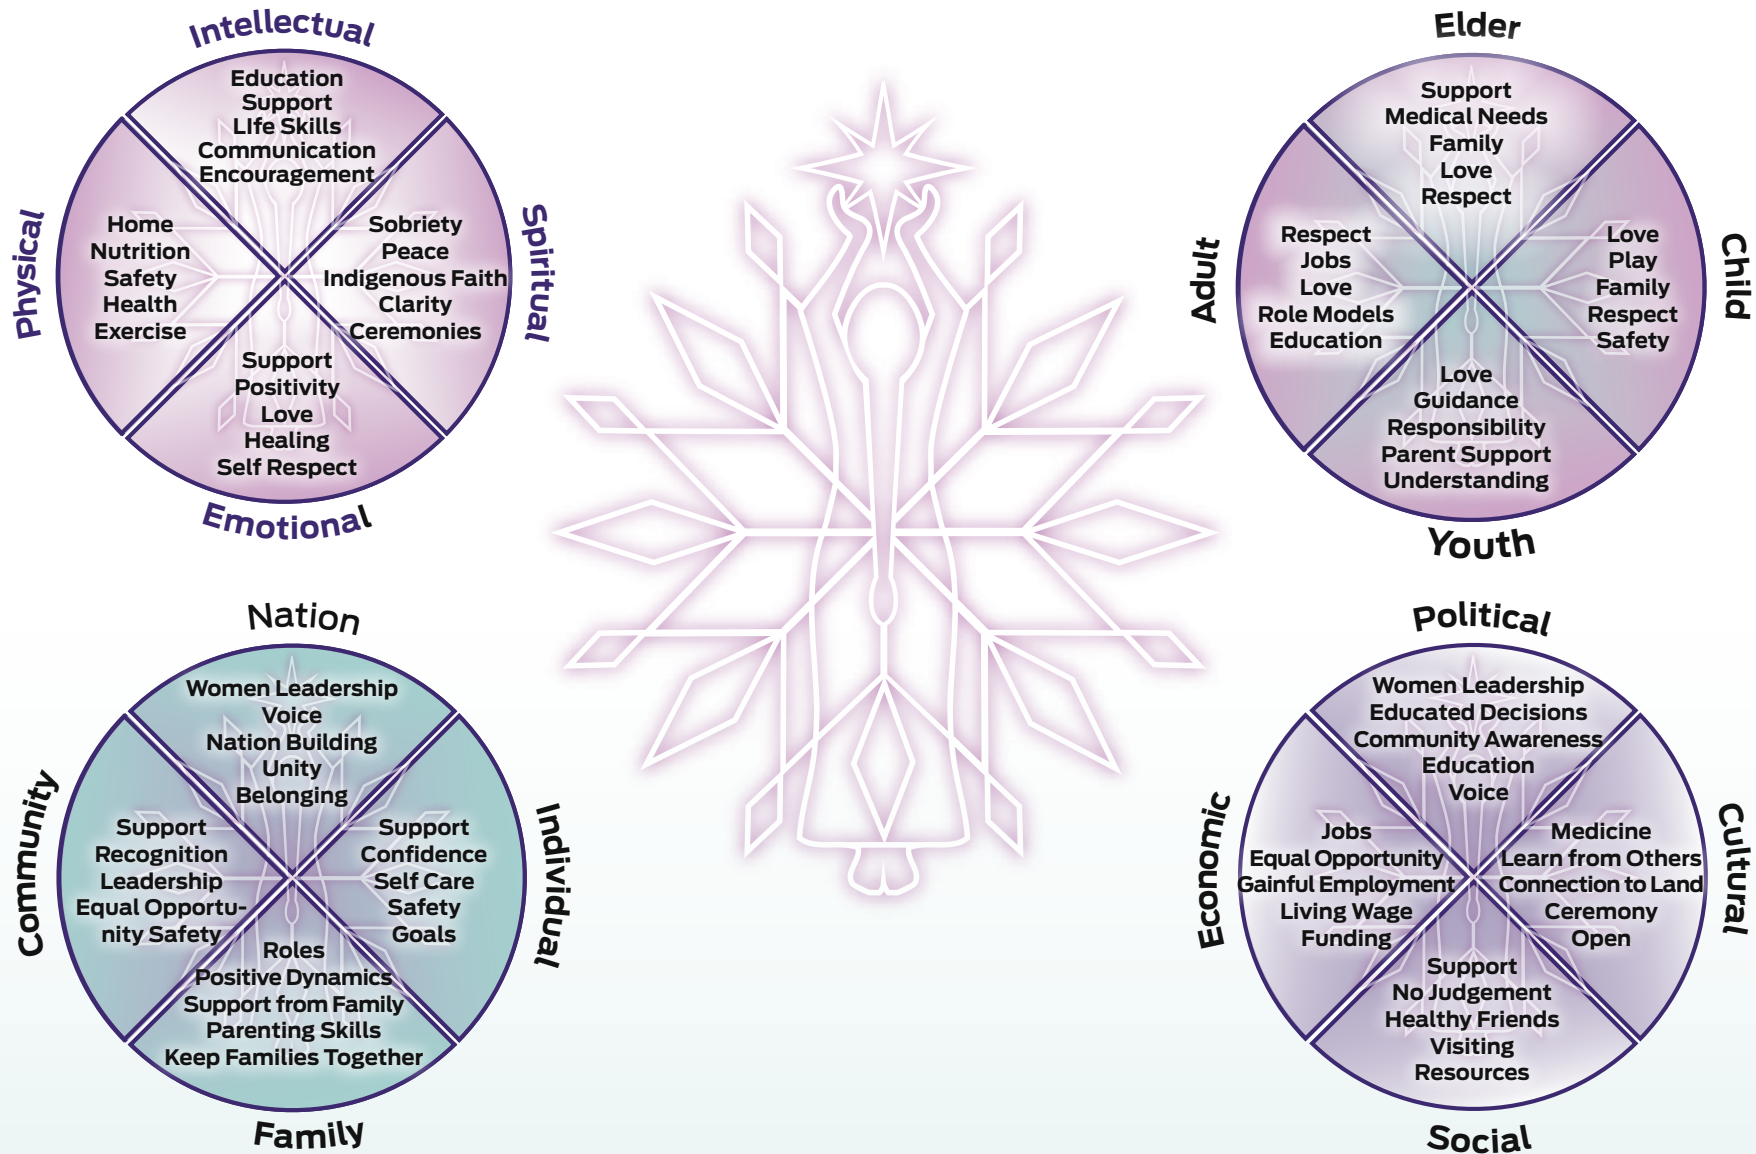 Intellectual
Education
Support
LIfe Skills
Communication
Encouragement
Physical
Home
Nutrition
Safety
Health
Exercise
Spiritual
Sobriety
Peace
Indigenous Faith
Clarity
Ceremonies
Support
Positivity
Love
Healing
Self Respect
Emotional
Elder
Support
Medical Needs
Family
Love
Respect
Adult
Respect
Jobs
Love
Role Models
Education
Child
Love
Play
Family
Respect
Safety
Love
Guidance
Responsibility
Parent Support
Understanding
Youth
Nation
Women Leadership
Voice
Nation Building
Unity
Belonging
Community
Support
Recognition
Leadership
Equal Opportu-
nity Safety
Individual
Support
Confidence
Self Care
Safety
Goals
Roles
Positive Dynamics
Support from Family
Parenting Skills
Keep Families Together
Family
Political
Women Leadership
Educated Decisions
Community Awareness
Education
Voice
Economic
Jobs
Equal Opportunity
Gainful Employment
Living Wage
Funding
Cultural
Medicine
Learn from Others
Connection to Land
Ceremony
Open
Support
No Judgement
Healthy Friends
Visiting
Resources
Social